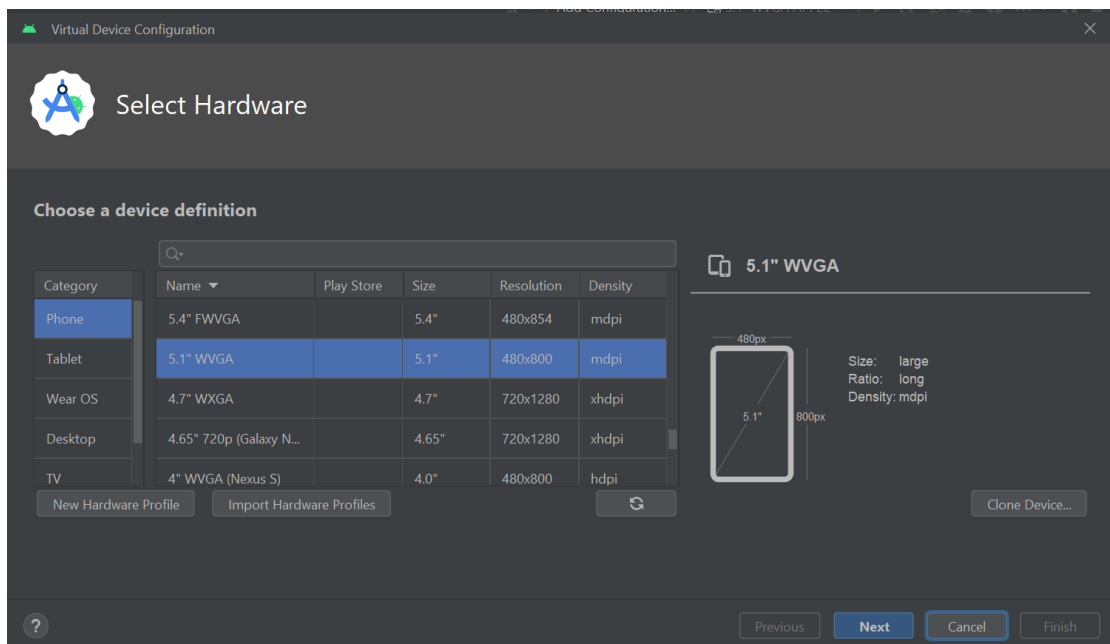 Virtual Device Configuration
Select Hardware
Choose a device definition
Category
Phone
Tablet
Wear OS
Desktop
TV
Name Play Store Size Resolution Density
5.4" FWVGA 5.4" 480x854 mdpi
5.1" WVGA 5.1" 480x800 mdpi
4.7" WXGA 4.7" 720x1280 xhdpi
4.65" 720p (Galaxy N... 4.65" 720x1280 xhdpi
4" WVGA (Nexus S) 4.0" 480x800 hdpi
New Hardware Profile Import Hardware Profiles
5.1" WVGA
480px
5.1"
800px
Size: large
Ratio: long
Density: mdpi
Clone Device...
? Previous Next Cancel Finish